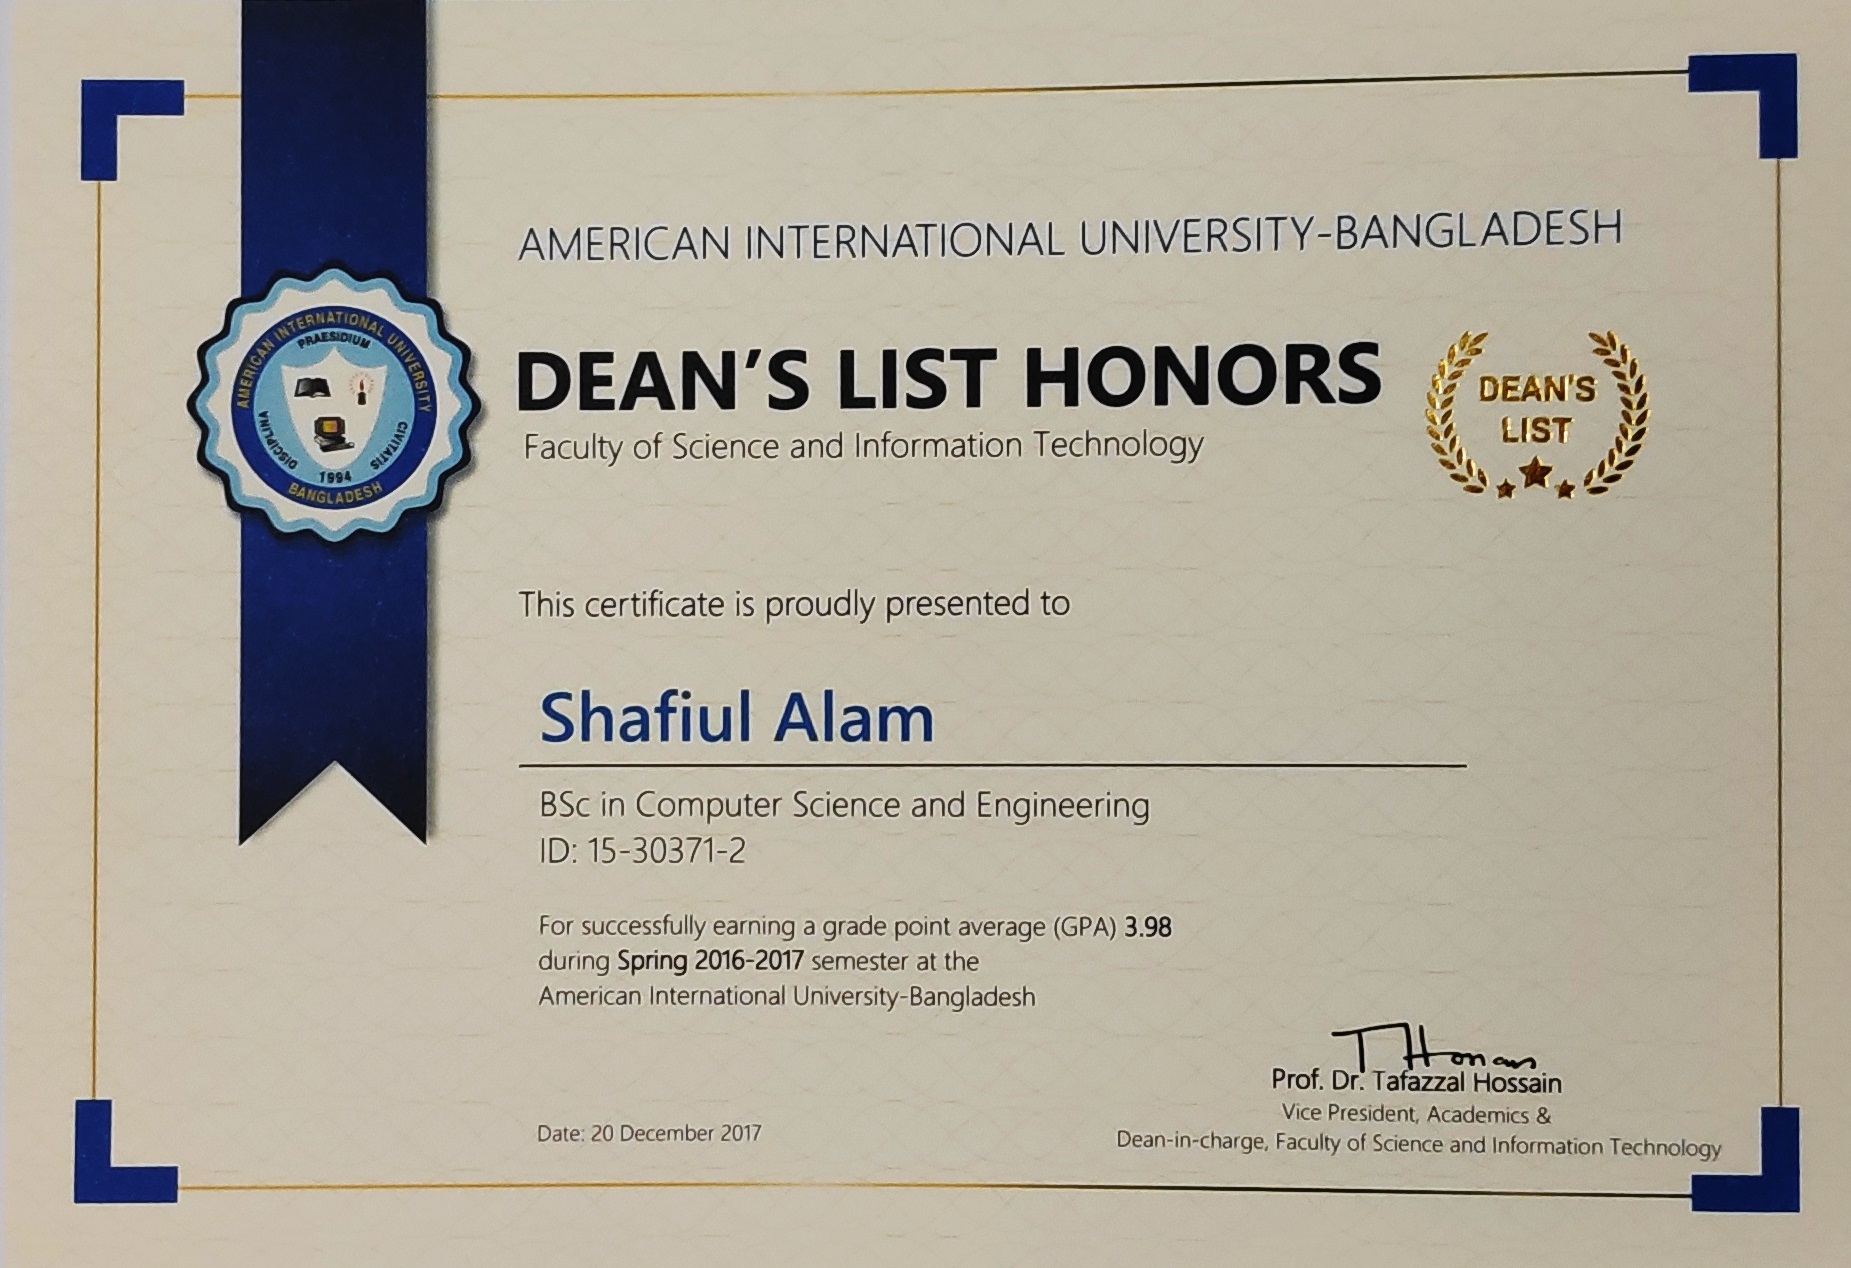 AMERICAN INTERNATIONAL UNIVERSITY-BANGLADESH
AMERICAN INTERNATIONAL UNIVERSITY
PRAESIDIUM
DISCIPLINA
CIVITATIS
1994
BANGLADESH
DEAN'S LIST HONORS
Faculty of Science and Information Technology
DEAN'S
LIST
This certificate is proudly presented to
Shafiul Alam
BSc in Computer Science and Engineering
ID: 15-30371-2
For successfully earning a grade point average (GPA) 3.98
during Spring 2016-2017 semester at the
American International University-Bangladesh
T Hossain
Prof. Dr. Tafazzal Hossain
Vice President, Academics &
Dean-in-charge, Faculty of Science and Information Technology
Date: 20 December 2017